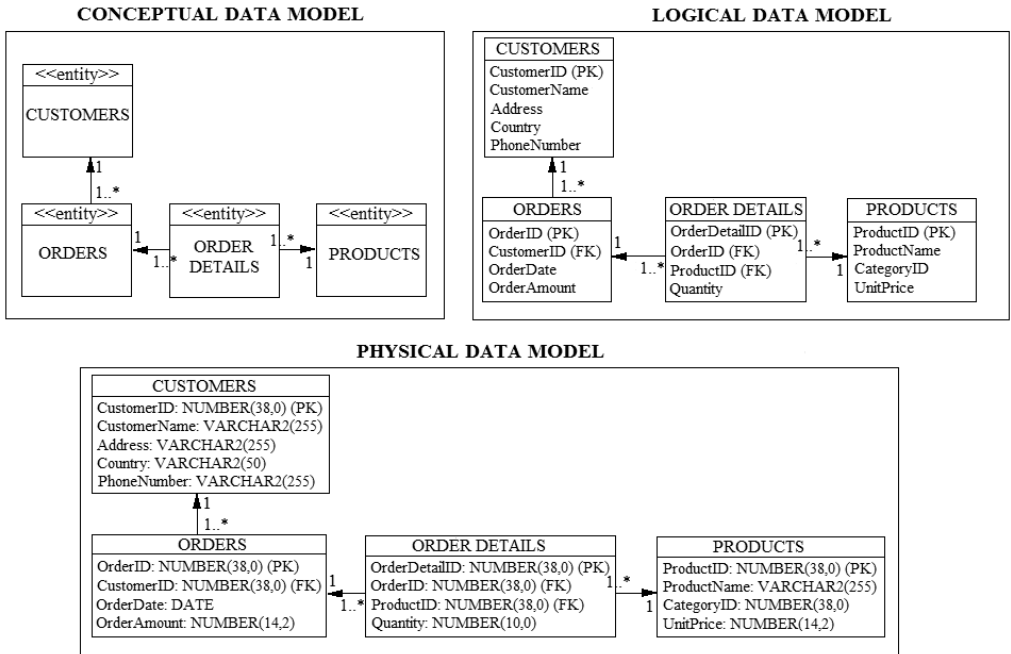 CONCEPTUAL DATA MODEL
<<entity>>
CUSTOMERS
1
1..*
<<entity>>
ORDERS
1
1..*
<<entity>>
ORDER
DETAILS
1..*
1
<<entity>>
PRODUCTS
LOGICAL DATA MODEL
CUSTOMERS
CustomerID (PK)
CustomerName
Address
Country
PhoneNumber
1
1..*
ORDERS
OrderID (PK)
CustomerID (FK)
OrderDate
OrderAmount
1
1..*
ORDER DETAILS
OrderDetailID (PK)
OrderID (FK)
ProductID (FK)
Quantity
1..*
1
PRODUCTS
ProductID (PK)
ProductName
CategoryID
UnitPrice
PHYSICAL DATA MODEL
CUSTOMERS
CustomerID: NUMBER(38,0) (PK)
CustomerName: VARCHAR2(255)
Address: VARCHAR2(255)
Country: VARCHAR2(50)
PhoneNumber: VARCHAR2(255)
1
1..*
ORDERS
OrderID: NUMBER(38,0) (PK)
CustomerID: NUMBER(38,0) (FK)
OrderDate: DATE
OrderAmount: NUMBER(14,2)
1
1..*
ORDER DETAILS
OrderDetailID: NUMBER(38,0) (PK)
OrderID: NUMBER(38,0) (FK)
ProductID: NUMBER(38,0) (FK)
Quantity: NUMBER(10,0)
1..*
1
PRODUCTS
ProductID: NUMBER(38,0) (PK)
ProductName: VARCHAR2(255)
CategoryID: NUMBER(38,0)
UnitPrice: NUMBER(14,2)